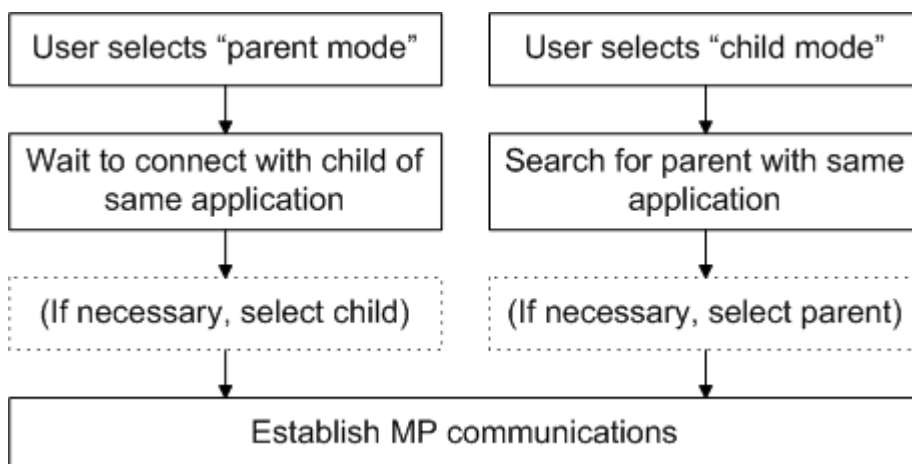 User selects “parent mode”
Wait to connect with child of
same application
(If necessary, select child)
User selects “child mode”
Search for parent with same
application
(If necessary, select parent)
Establish MP communications